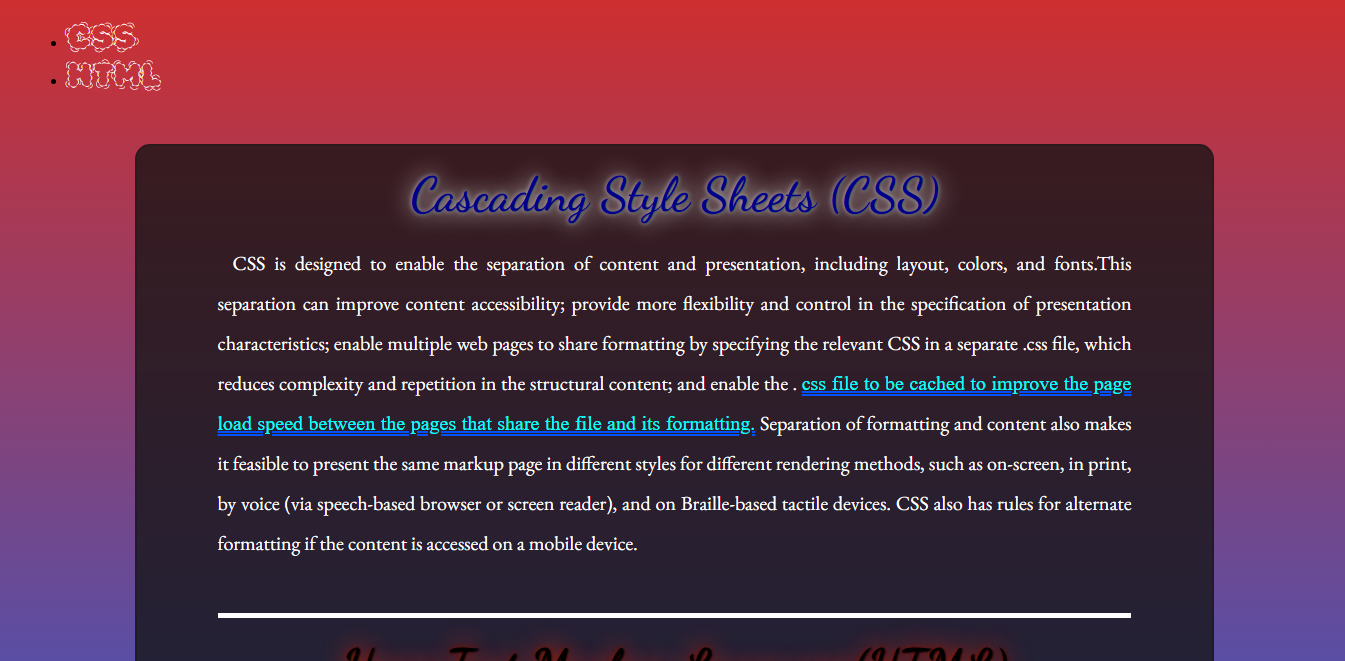 CSS
HTML
Cascading Style Sheets (CSS)
CSS is designed to enable the separation of content and presentation, including layout, colors, and fonts.This
separation can improve content accessibility; provide more flexibility and control in the specification of presentation
characteristics; enable multiple web pages to share formatting by specifying the relevant CSS in a separate .css file, which
reduces complexity and repetition in the structural content; and enable the . css file to be cached to improve the page
load speed between the pages that share the file and its formatting. Separation of formatting and content also makes
it feasible to present the same markup page in different styles for different rendering methods, such as on-screen, in print,
by voice (via speech-based browser or screen reader), and on Braille-based tactile devices. CSS also has rules for alternate
formatting if the content is accessed on a mobile device.
(HTML)